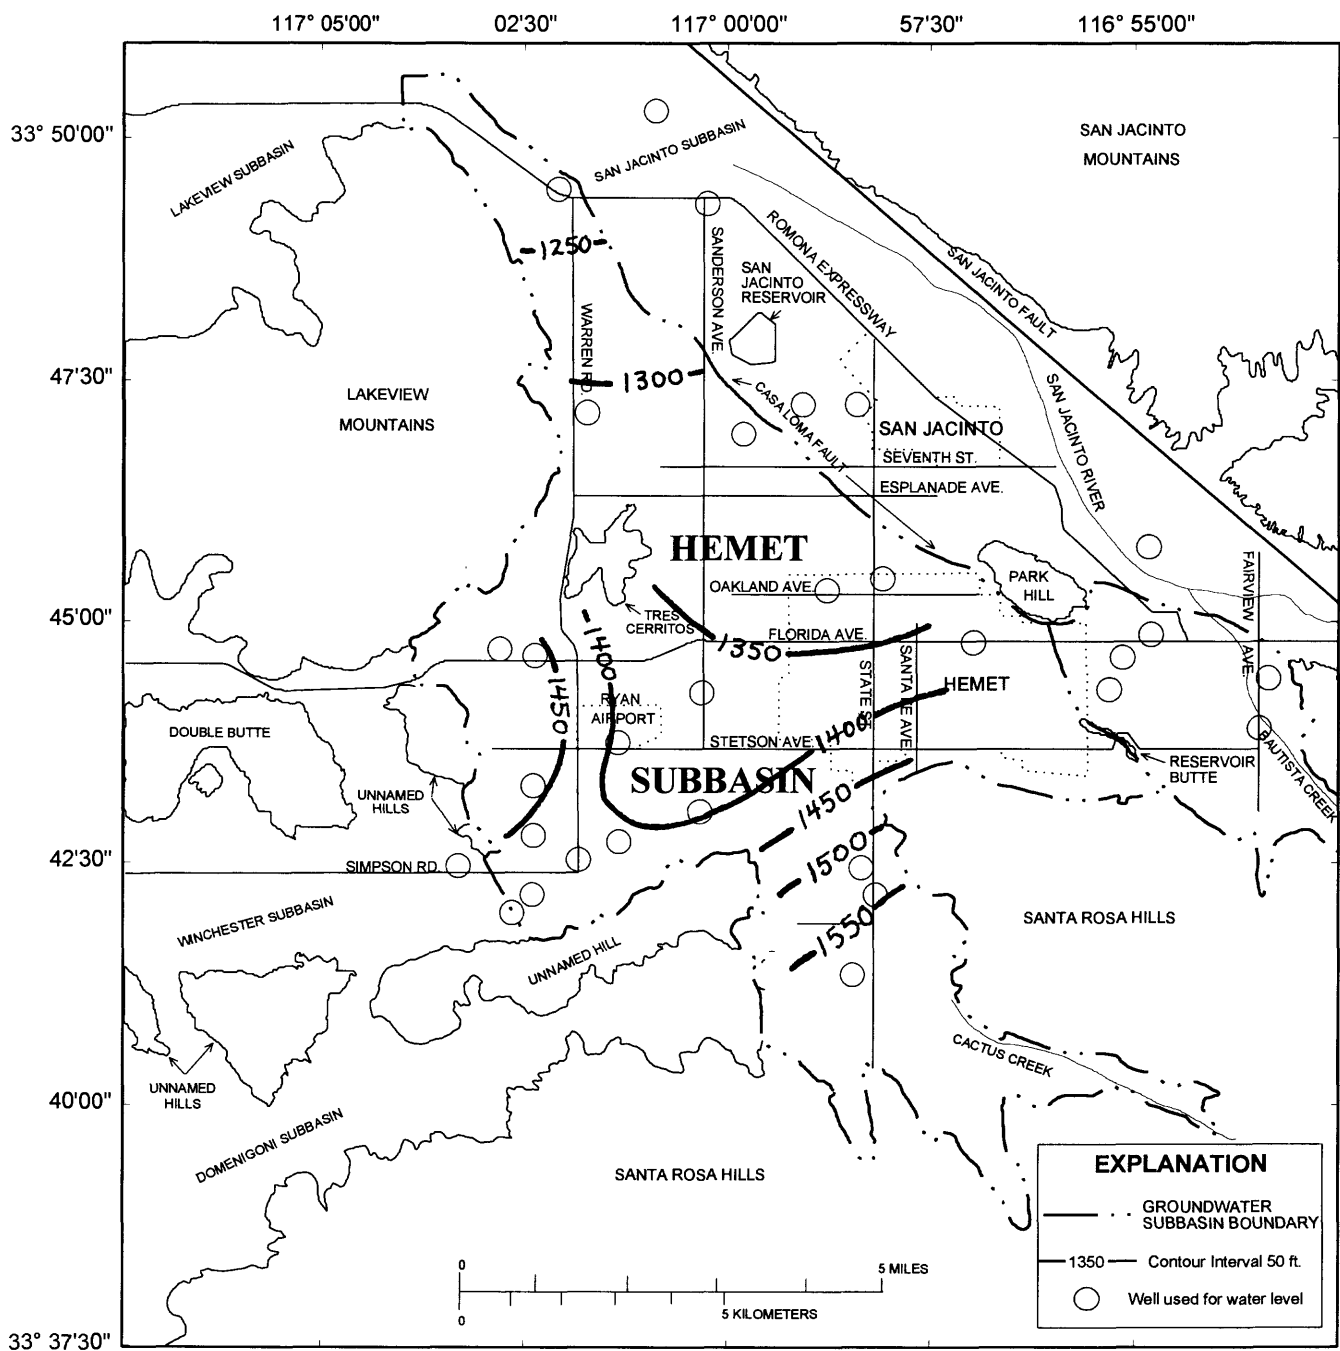 117° 05'00" 02'30" 117° 00'00" 57'30" 116° 55'00"
33° 50'00"
47'30"
45'00"
42'30"
40'00"
33° 37'30"
SAN JACINTO
MOUNTAINS
SAN JACINTO SUBBASIN
LAKEVIEW SUBBASIN
ROMONA EXPRESSWAY
SAN JACINTO FAULT
1250
SANDERSON AVE.
SAN
JACINTO
RESERVOIR
WARREN RD.
1300
LAKEVIEW
MOUNTAINS
CASA LOMA FAULT
SAN JACINTO RIVER
SAN JACINTO
SEVENTH ST.
ESPLANADE AVE.
HEMET
FAIRVIEW AVE.
PARK
HILL
OAKLAND AVE.
TRES
CERRITOS
FLORIDA AVE.
1350
1400
1450
STATE ST.
SANTA FE AVE.
HEMET
RYAN
AIRPORT
DOUBLE BUTTE
STETSON AVE.
1400
SUBBASIN
RESERVOIR
BUTTE
BAUTISTA CREEK
UNNAMED
HILLS
1450
1500
SIMPSON RD.
WINCHESTER SUBBASIN
1550
SANTA ROSA HILLS
UNNAMED HILL
CACTUS CREEK
UNNAMED
HILLS
DOMENIGONI SUBBASIN
SANTA ROSA HILLS
EXPLANATION
GROUNDWATER
SUBBASIN BOUNDARY
1350 Contour Interval 50 ft.
Well used for water level
0 5 MILES
0 5 KILOMETERS